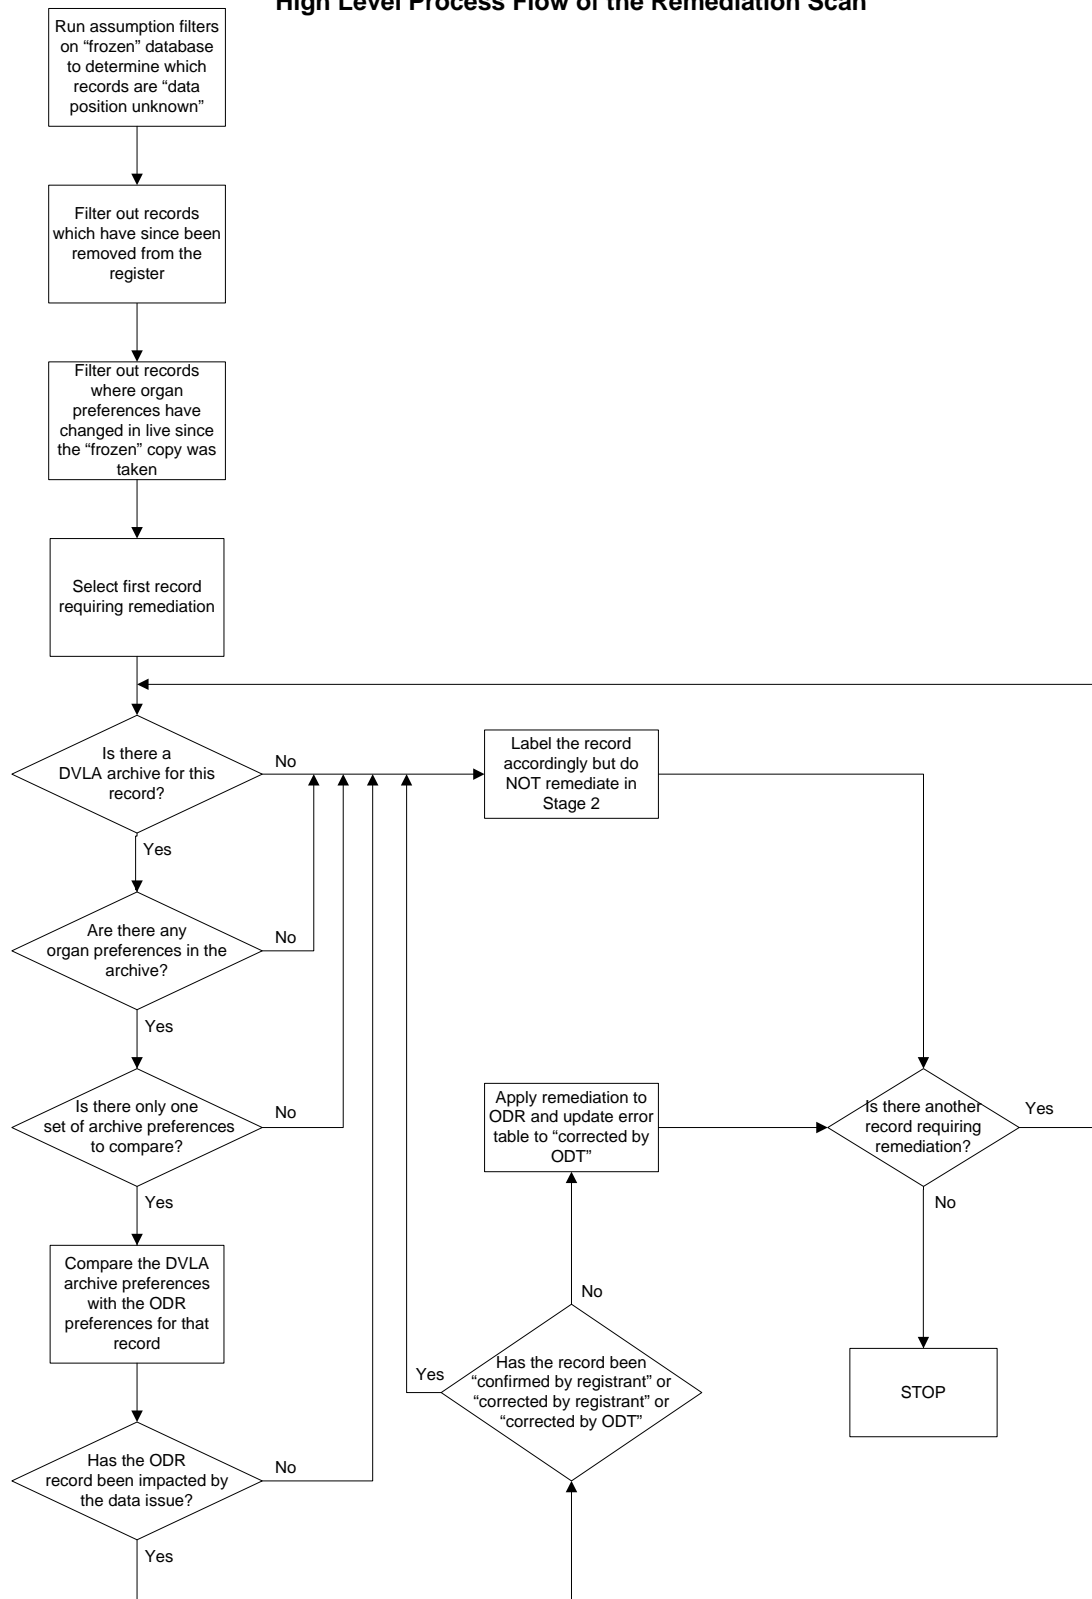 High Level Process Flow of the Remediation Scan
Run assumption filters
on “frozen” database
to determine which
records are “data
position unknown”
Filter out records
which have since been
removed from the
register
Filter out records
where organ
preferences have
changed in live since
the “frozen” copy was
taken
Select first record
requiring remediation
Is there a
DVLA archive for this
record?
No
Yes
Label the record
accordingly but do
NOT remediate in
Stage 2
Are there any
organ preferences in the
archive?
No
Yes
Is there only one
set of archive preferences
to compare?
No
Yes
Apply remediation to
ODR and update error
table to “corrected by
ODT”
Is there another
record requiring
remediation?
Yes
No
Compare the DVLA
archive preferences
with the ODR
preferences for that
record
No
Has the record been
“confirmed by registrant” or
“corrected by registrant” or
“corrected by ODT”
Yes
STOP
Has the ODR
record been impacted by
the data issue?
No
Yes